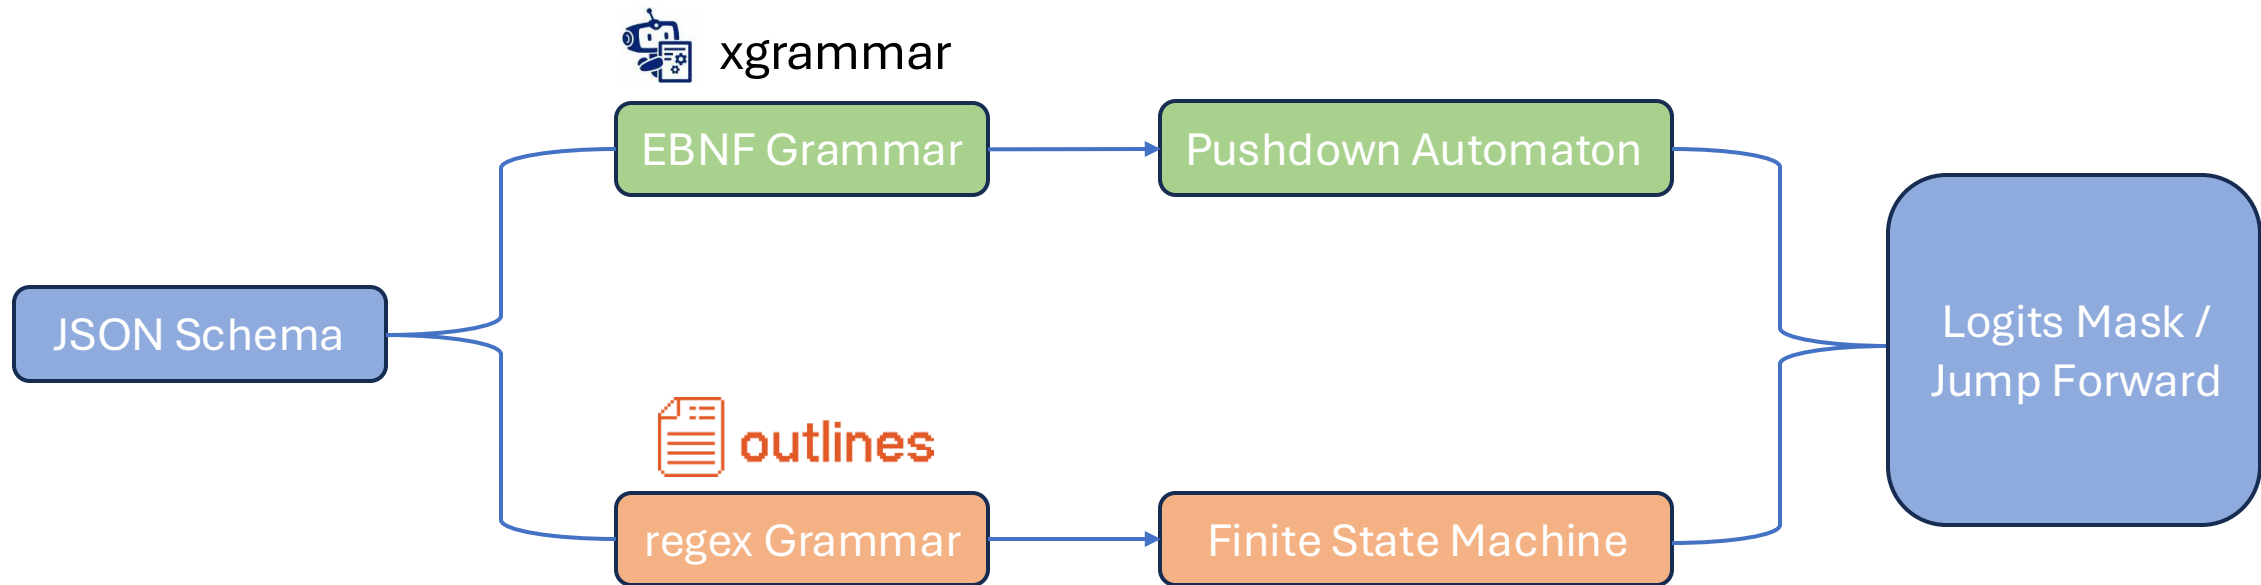 xgrammar
EBNF Grammar
Pushdown Automaton
JSON Schema
Logits Mask /
Jump Forward
outlines
regex Grammar
Finite State Machine